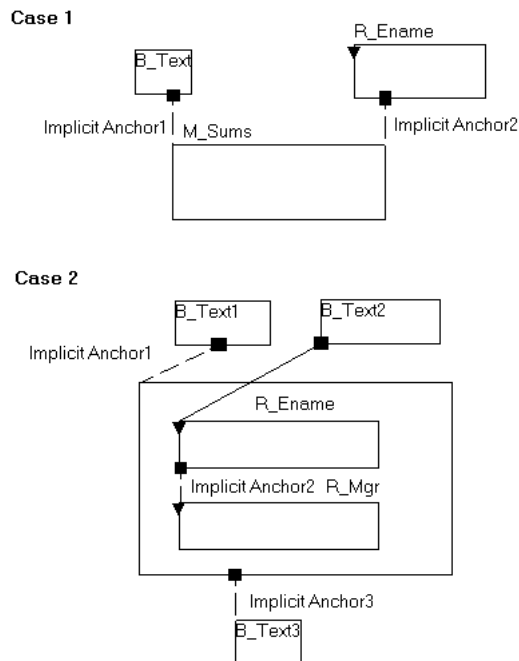 Case 1
R_Ename
B_Text
Implicit Anchor1
M_Sums
Implicit Anchor2
Case 2
B_Text1
B_Text2
Implicit Anchor1
R_Ename
Implicit Anchor2 R_Mgr
Implicit Anchor3
B_Text3